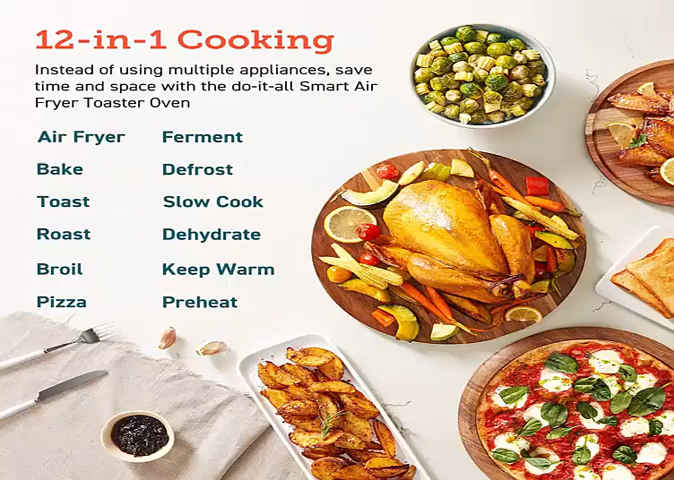 12-in-1 Cooking
Instead of using multiple appliances, save
time and space with the do-it-all Smart Air
Fryer Toaster Oven
Air Fryer
Bake
Toast
Roast
Broil
Pizza
Ferment
Defrost
Slow Cook
Dehydrate
Keep Warm
Preheat